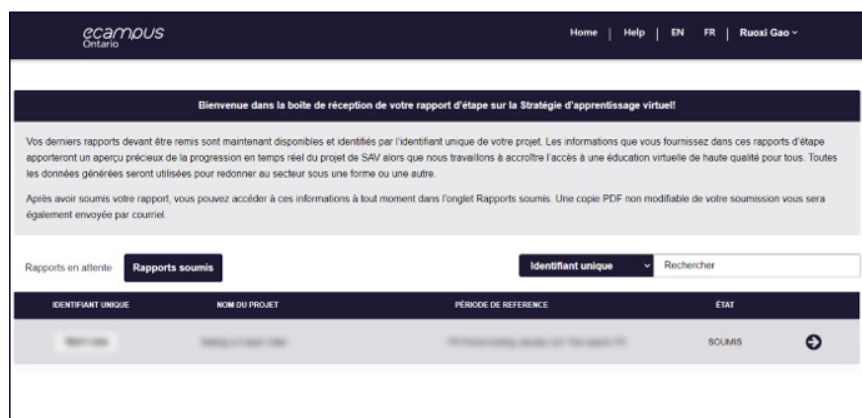 ecampus
Ontario
Home | Help | EN FR | Ruoxi Gao
Bienvenue dans la boite de réception de votre rapport d'étape sur la Stratégie d'apprentissage virtuel!
Vos derniers rapports devant être remis sont maintenant disponibles et identifiés par l'identifiant unique de votre projet. Les informations que vous fournissez dans ces rapports d'étape
apporteront un aperçu précieux de la progression en temps réel du projet de SAV alors que nous travaillons à accroître l'accès à une éducation virtuelle de haute qualité pour tous. Toutes
les données générées seront utilisées pour redonner au secteur sous une forme ou une autre.
Après avoir soumis votre rapport, vous pouvez accéder à ces informations à tout moment dans l'onglet Rapports soumis. Une copie PDF non modifiable de votre soumission vous sera
également envoyée par courriel.
Rapports en attente Rapports soumis Identifiant unique Rechercher
IDENTIFIANT UNIQUE NOM DU PROJET PÉRIODE DE REFERENCE ÉTAT
SOUMIS